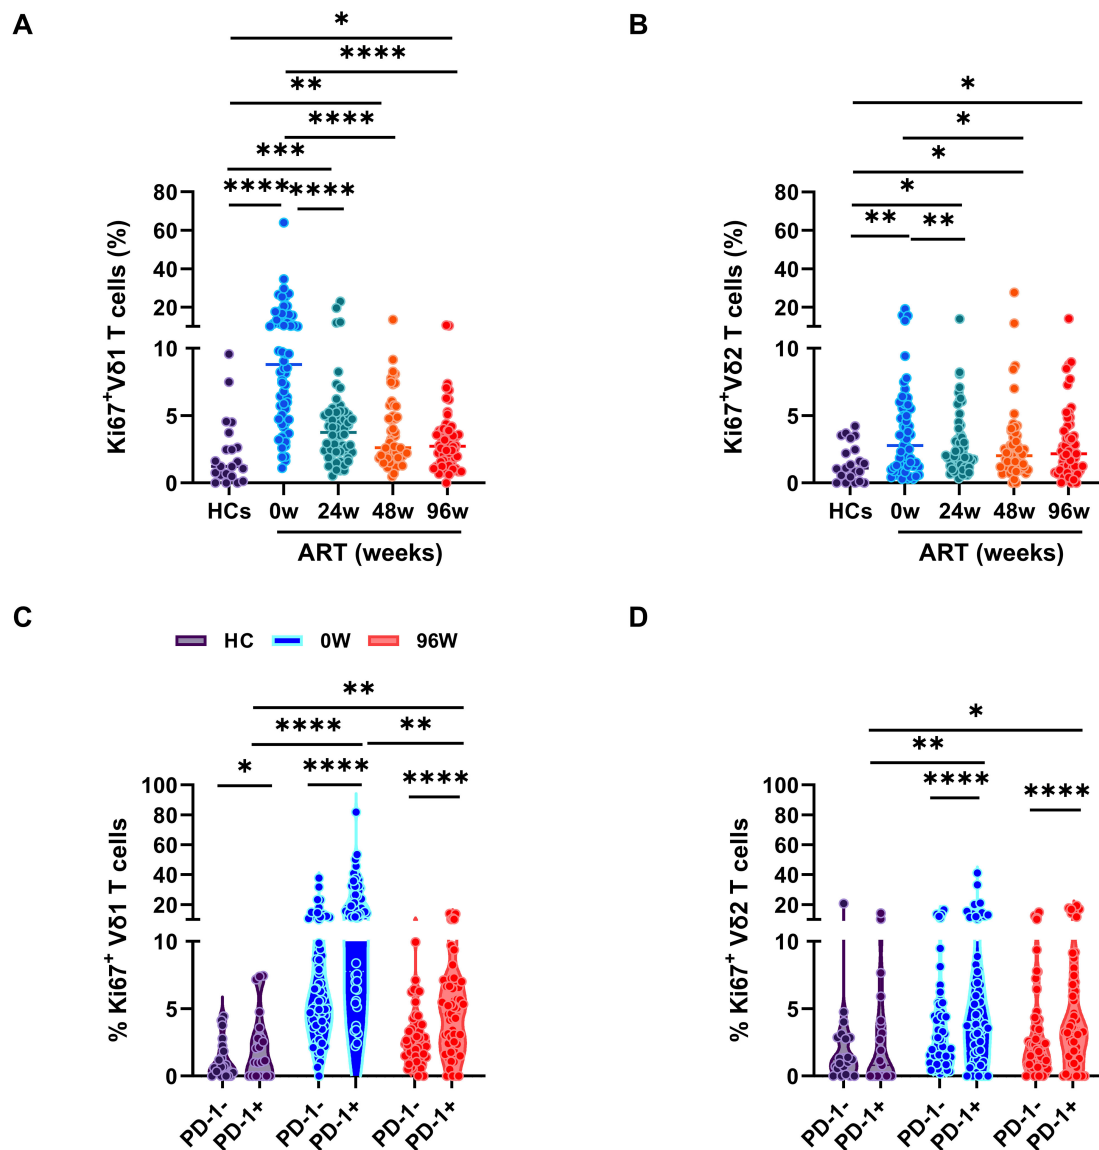 A
*
****
**
****
***
**** ****
Ki67+Vδ1 T cells (%)
80
60
40
20
10
5
0
HCs 0w 24w 48w 96w
ART (weeks)
B
*
*
*
*
** **
Ki67+Vδ2 T cells (%)
80
60
40
20
10
5
0
HCs 0w 24w 48w 96w
ART (weeks)
C
HC 0W 96W
**
**** **
* **** ****
% Ki67+ Vδ1 T cells
100
80
60
40
20
10
5
0
PD-1- PD-1+ PD-1- PD-1+ PD-1- PD-1+
D
*
**
**** ****
% Ki67+ Vδ2 T cells
100
80
60
40
20
10
5
0
PD-1- PD-1+ PD-1- PD-1+ PD-1- PD-1+